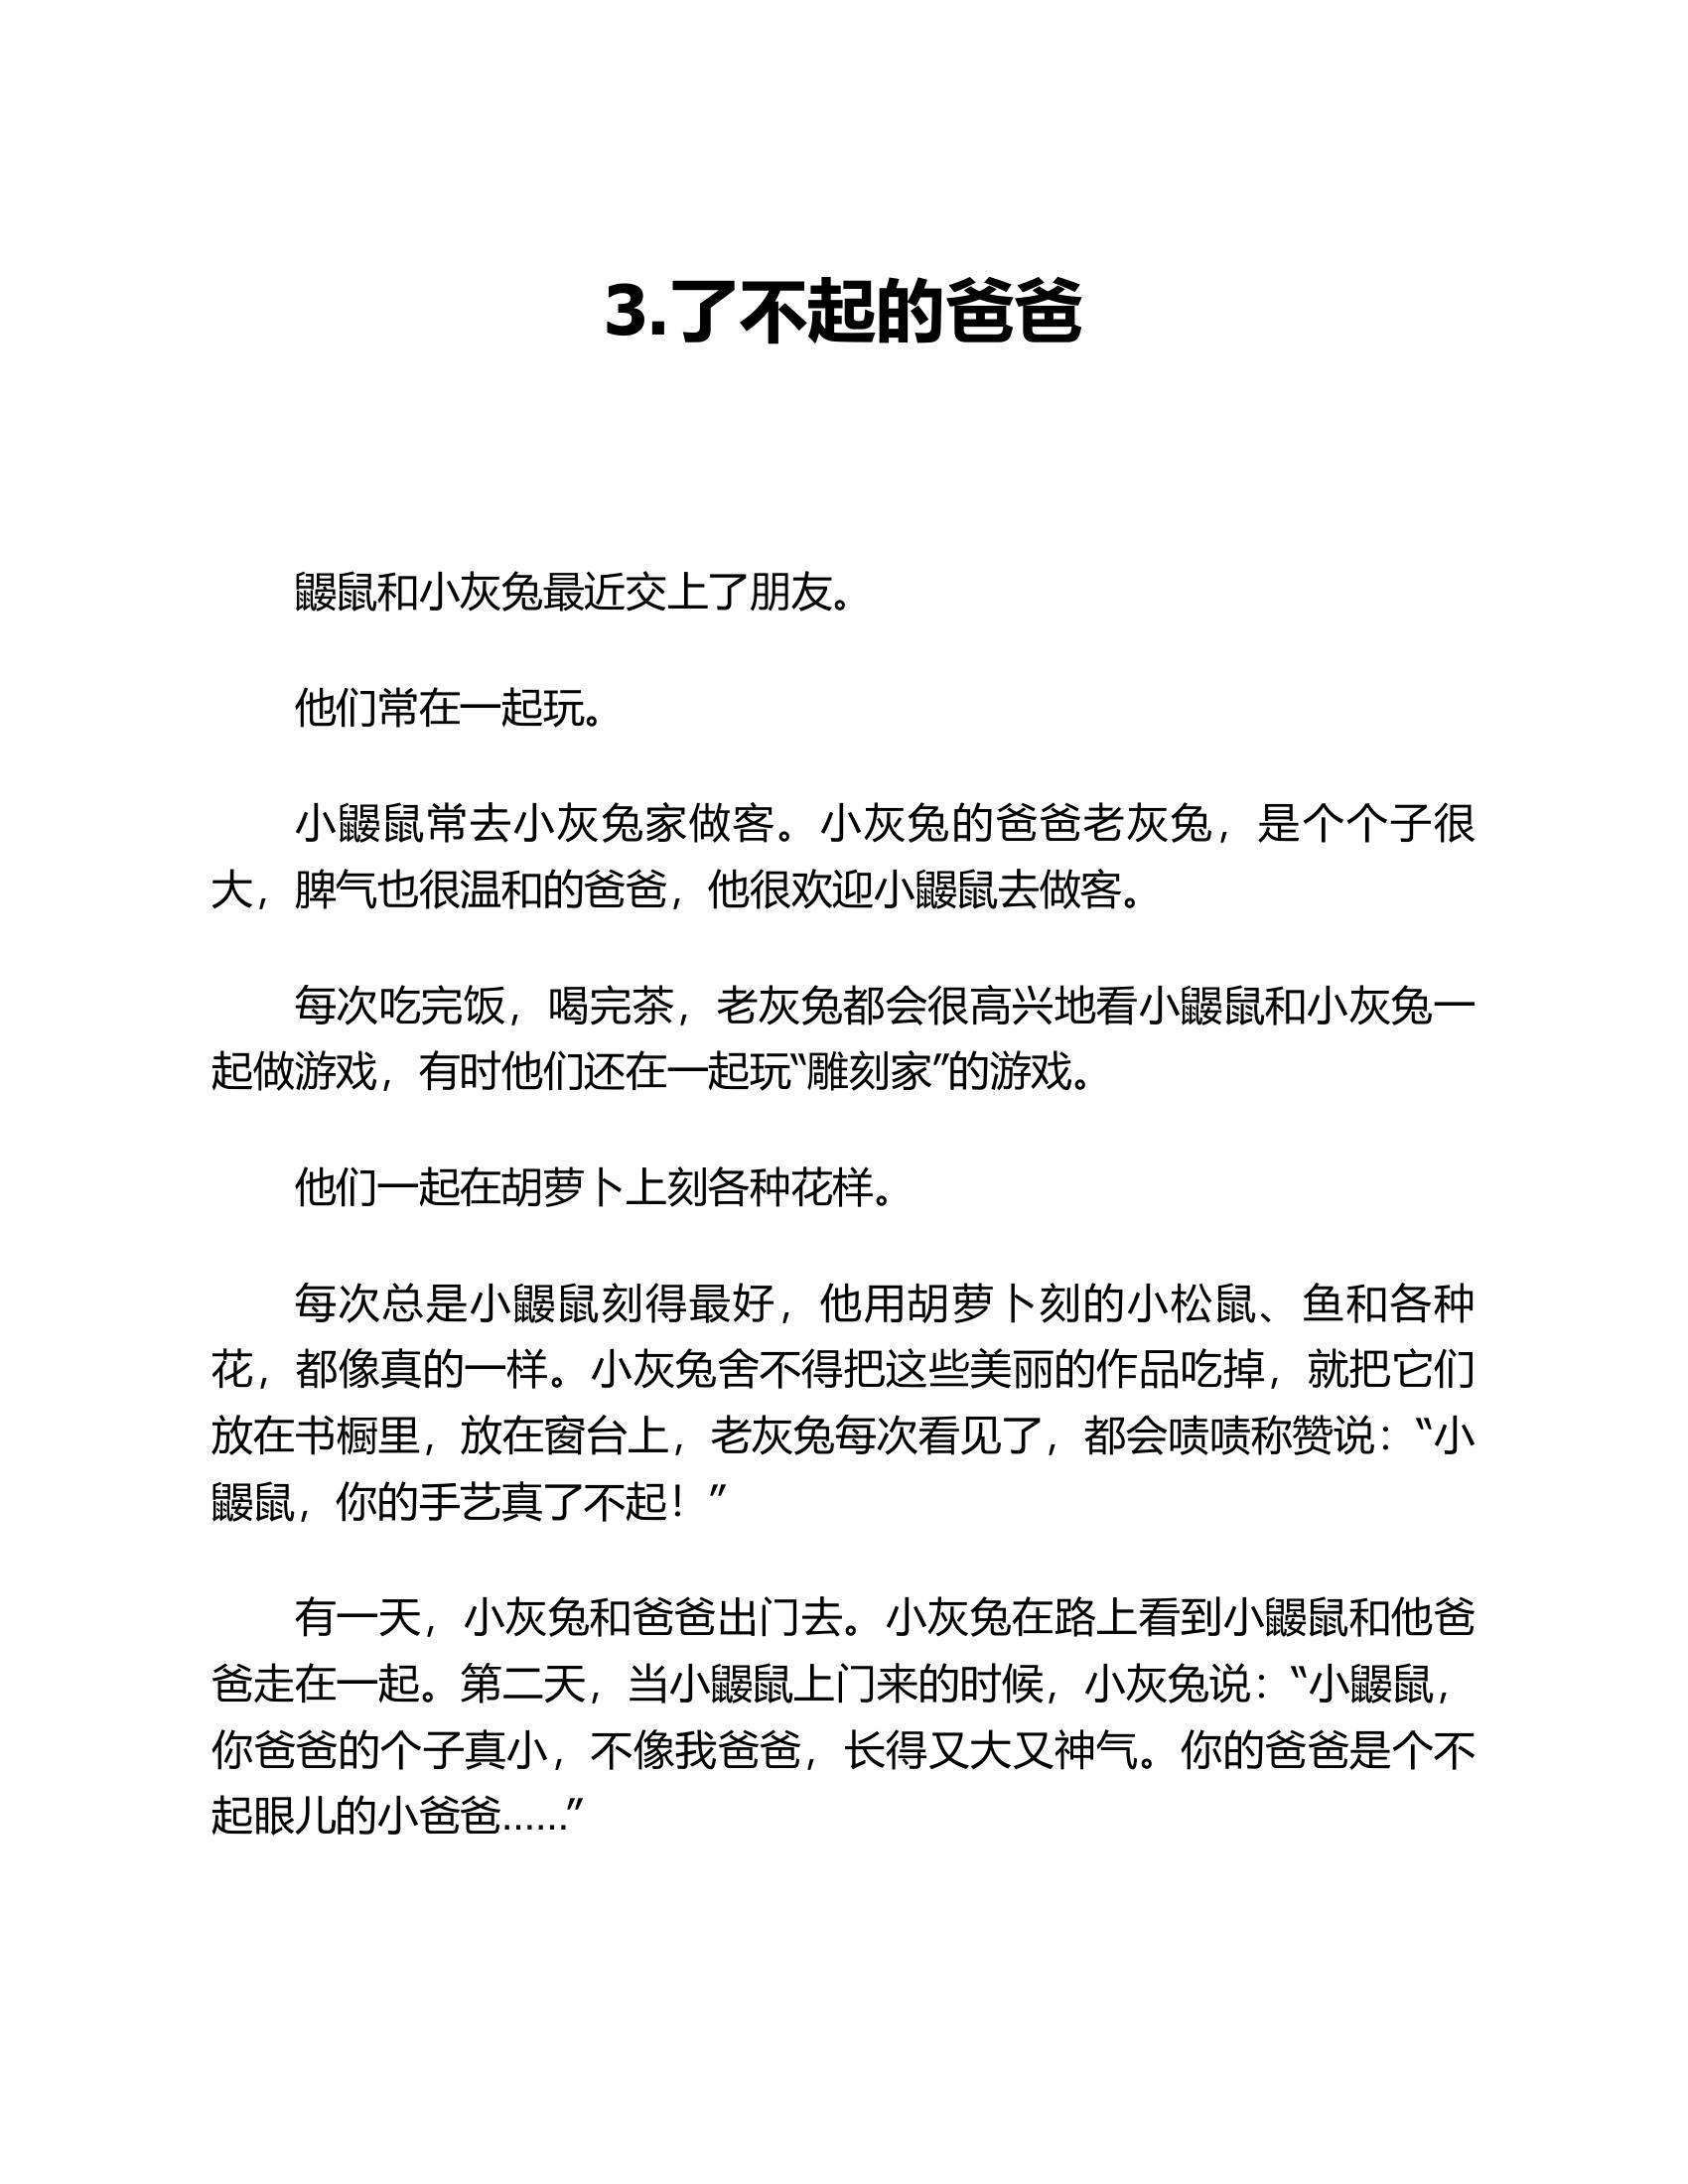 3.了不起的爸爸
鼹鼠和小灰兔最近交上了朋友。
他们常在一起玩。
小鼹鼠常去小灰兔家做客。小灰兔的爸爸老灰兔，是个个子很
大，脾气也很温和的爸爸，他很欢迎小鼹鼠去做客。
每次吃完饭，喝完茶，老灰兔都会很高兴地看小鼹鼠和小灰兔一
起做游戏，有时他们还在一起玩“雕刻家”的游戏。
他们一起在胡萝卜上刻各种花样。
每次总是小鼹鼠刻得最好，他用胡萝卜刻的小松鼠、鱼和各种
花，都像真的一样。小灰兔舍不得把这些美丽的作品吃掉，就把它们
放在书橱里，放在窗台上，老灰兔每次看见了，都会啧啧称赞说：“小
鼹鼠，你的手艺真了不起！”
有一天，小灰兔和爸爸出门去。小灰兔在路上看到小鼹鼠和他爸
爸走在一起。第二天，当小鼹鼠上门来的时候，小灰兔说：“小鼹鼠，
你爸爸的个子真小，不像我爸爸，长得又大又神气。你的爸爸是个不
起眼儿的小爸爸……”